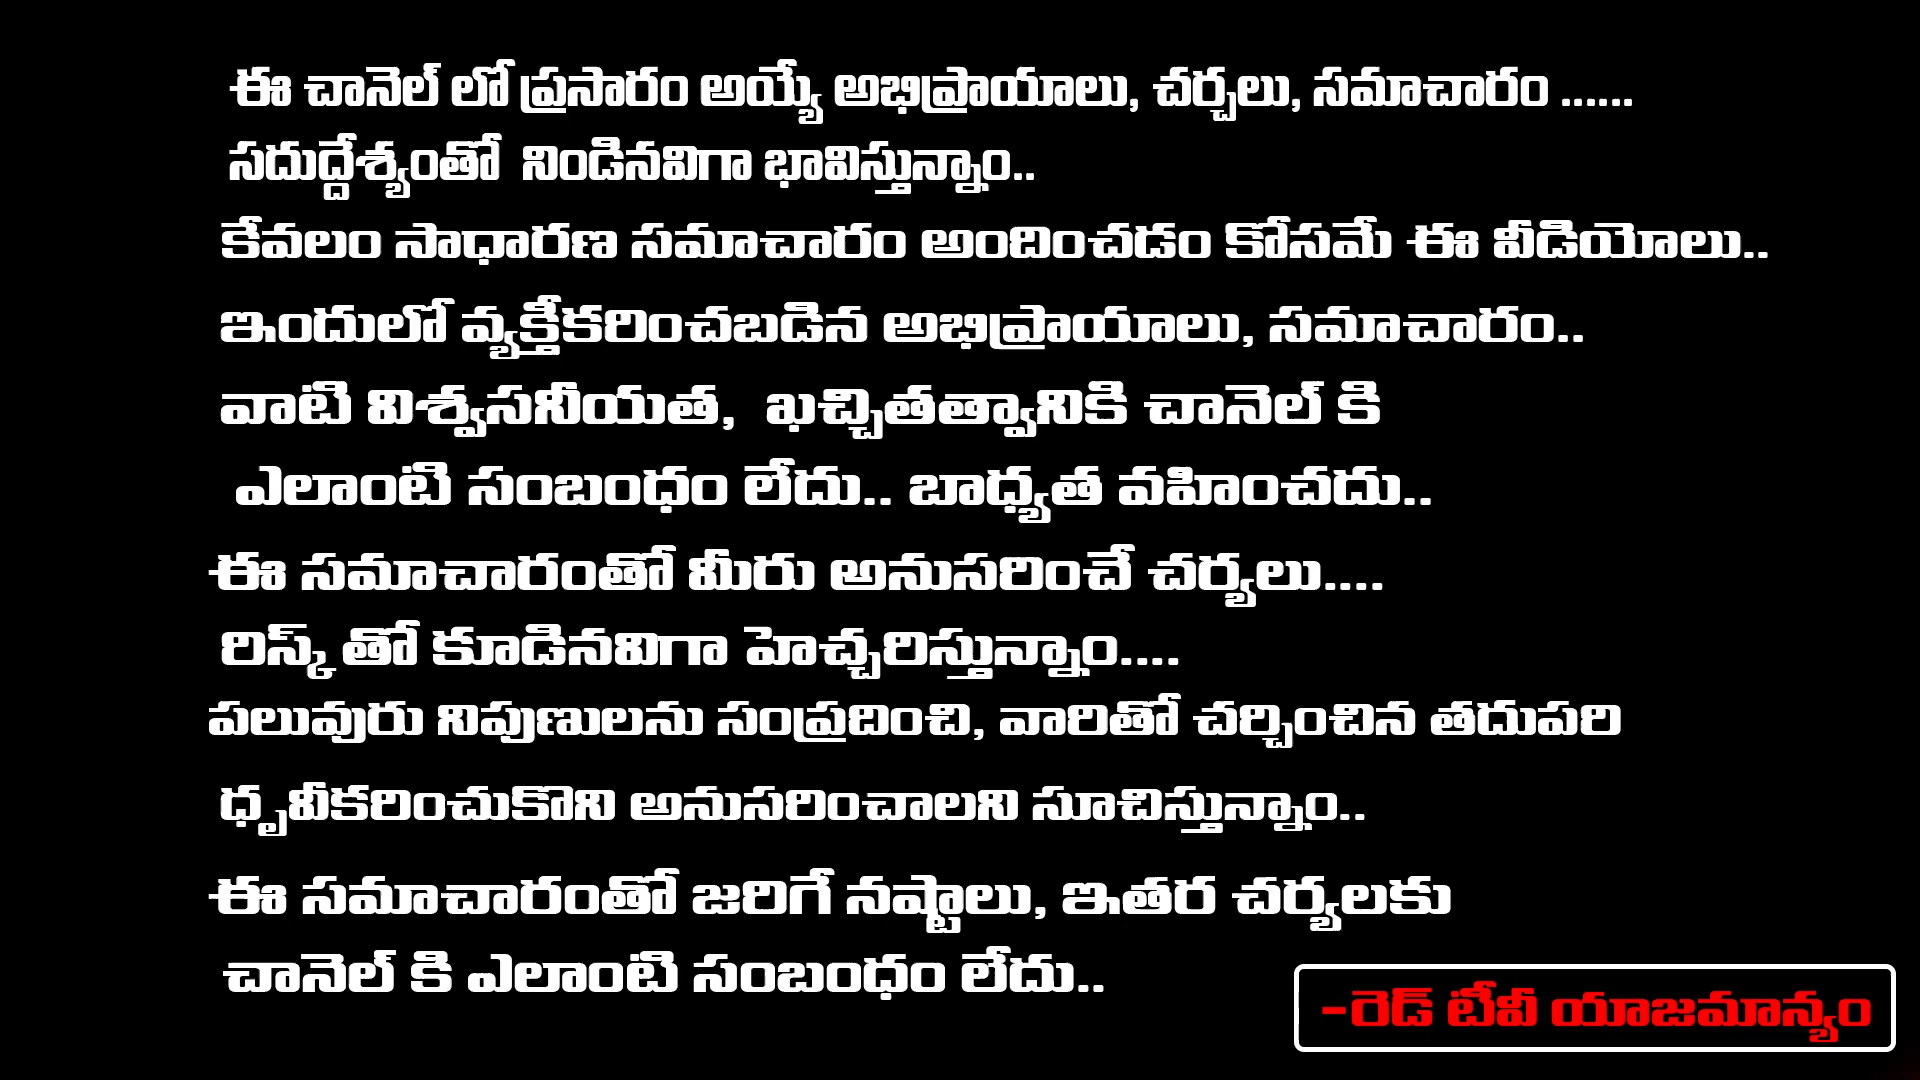 ఈ చానెల్ లో ప్రసారం అయ్యే అభిప్రాయాలు, చర్చలు, సమాచారం ......
సదుద్దేశ్యంతో నిండినవిగా భావిస్తున్నాం..
కేవలం సాధారణ సమాచారం అందించడం కోసమే ఈ వీడియోలు..
ఇందులో వ్యక్తీకరించబడిన అభిప్రాయాలు, సమాచారం..
వాటి విశ్వసనీయత, ఖచ్చితత్వానికి చానెల్ కి
ఎలాంటి సంబంధం లేదు.. బాధ్యత వహించదు..
ఈ సమాచారంతో మీరు అనుసరించే చర్యలు....
రిస్క్ తో కూడినవిగా హెచ్చరిస్తున్నాం....
పలువురు నిపుణులను సంప్రదించి, వారితో చర్చించిన తదుపరి
ధృవీకరించుకొని అనుసరించాలని సూచిస్తున్నాం..
ఈ సమాచారంతో జరిగే నష్టాలు, ఇతర చర్యలకు
చానెల్ కి ఎలాంటి సంబంధం లేదు..
-రెడ్ టీవీ యాజమాన్యం